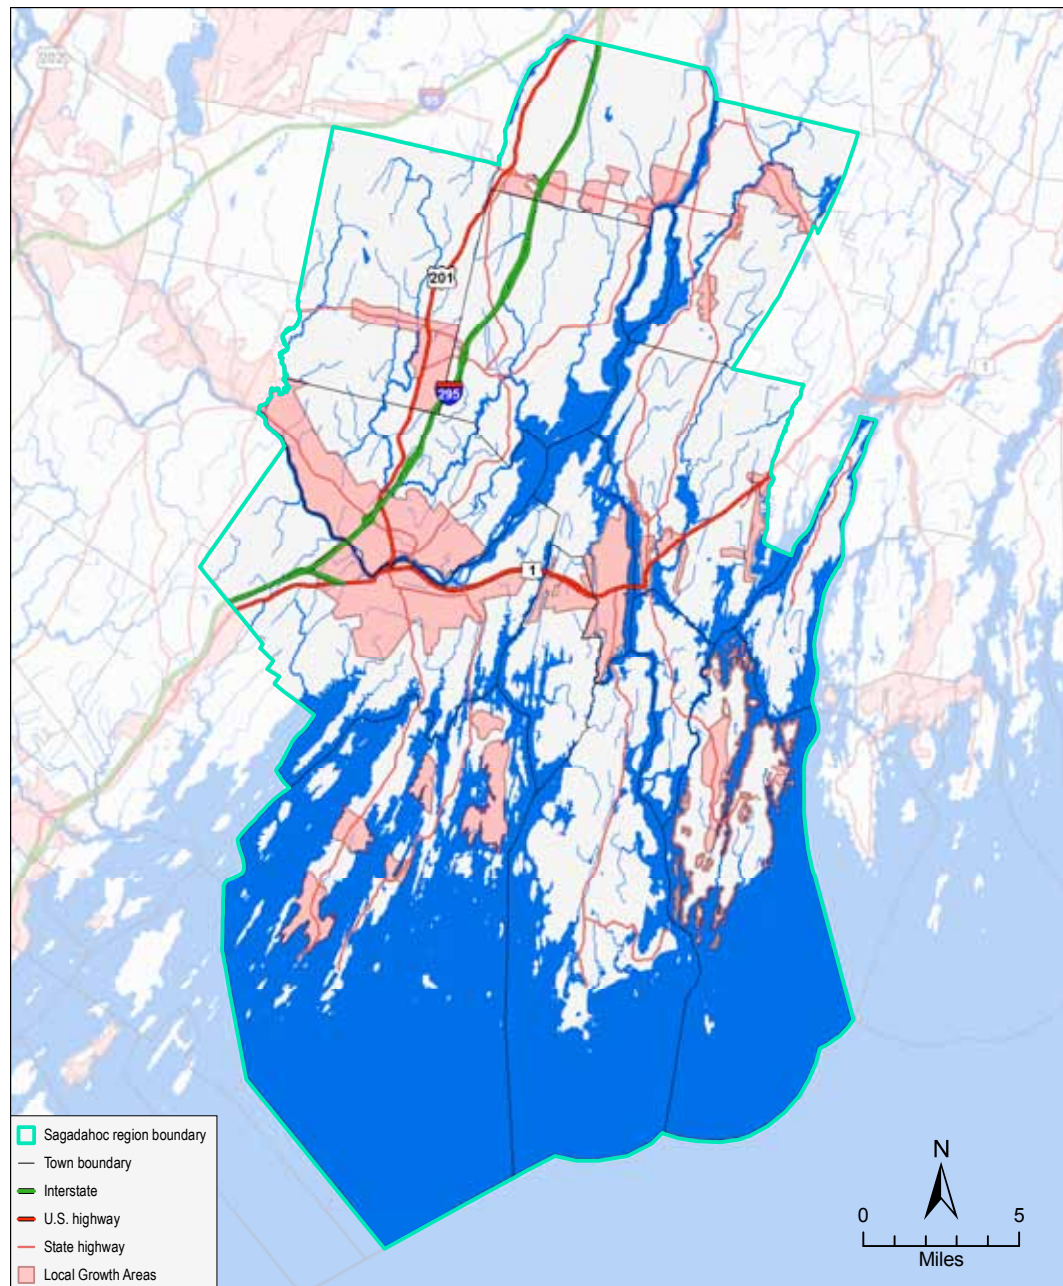 202
95
201
1
295
1
Sagadahoc region boundary
Town boundary
Interstate
U.S. highway
State highway
Local Growth Areas
N
0 5
Miles